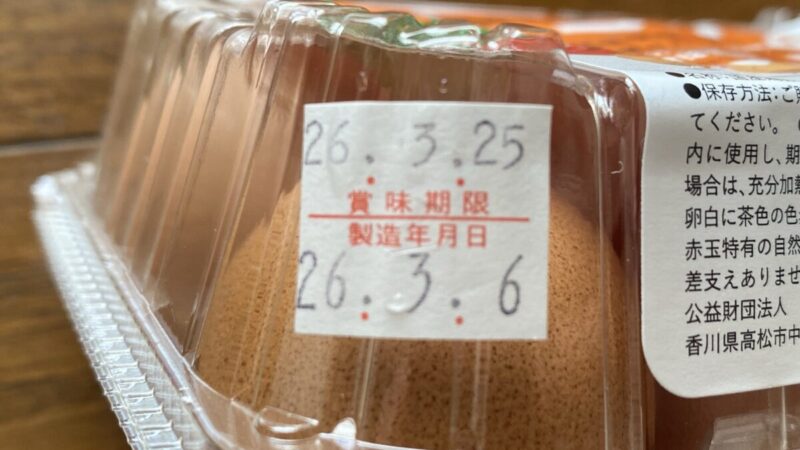 26. 3. 25
賞味期限
製造年月日
26. 3. 6
●保存方法:ご
てください。
内に使用し、期
場合は、充分加熱
卵白に茶色の色
赤玉特有の自然
差支えありませ
公益財団法人
香川県高松市中